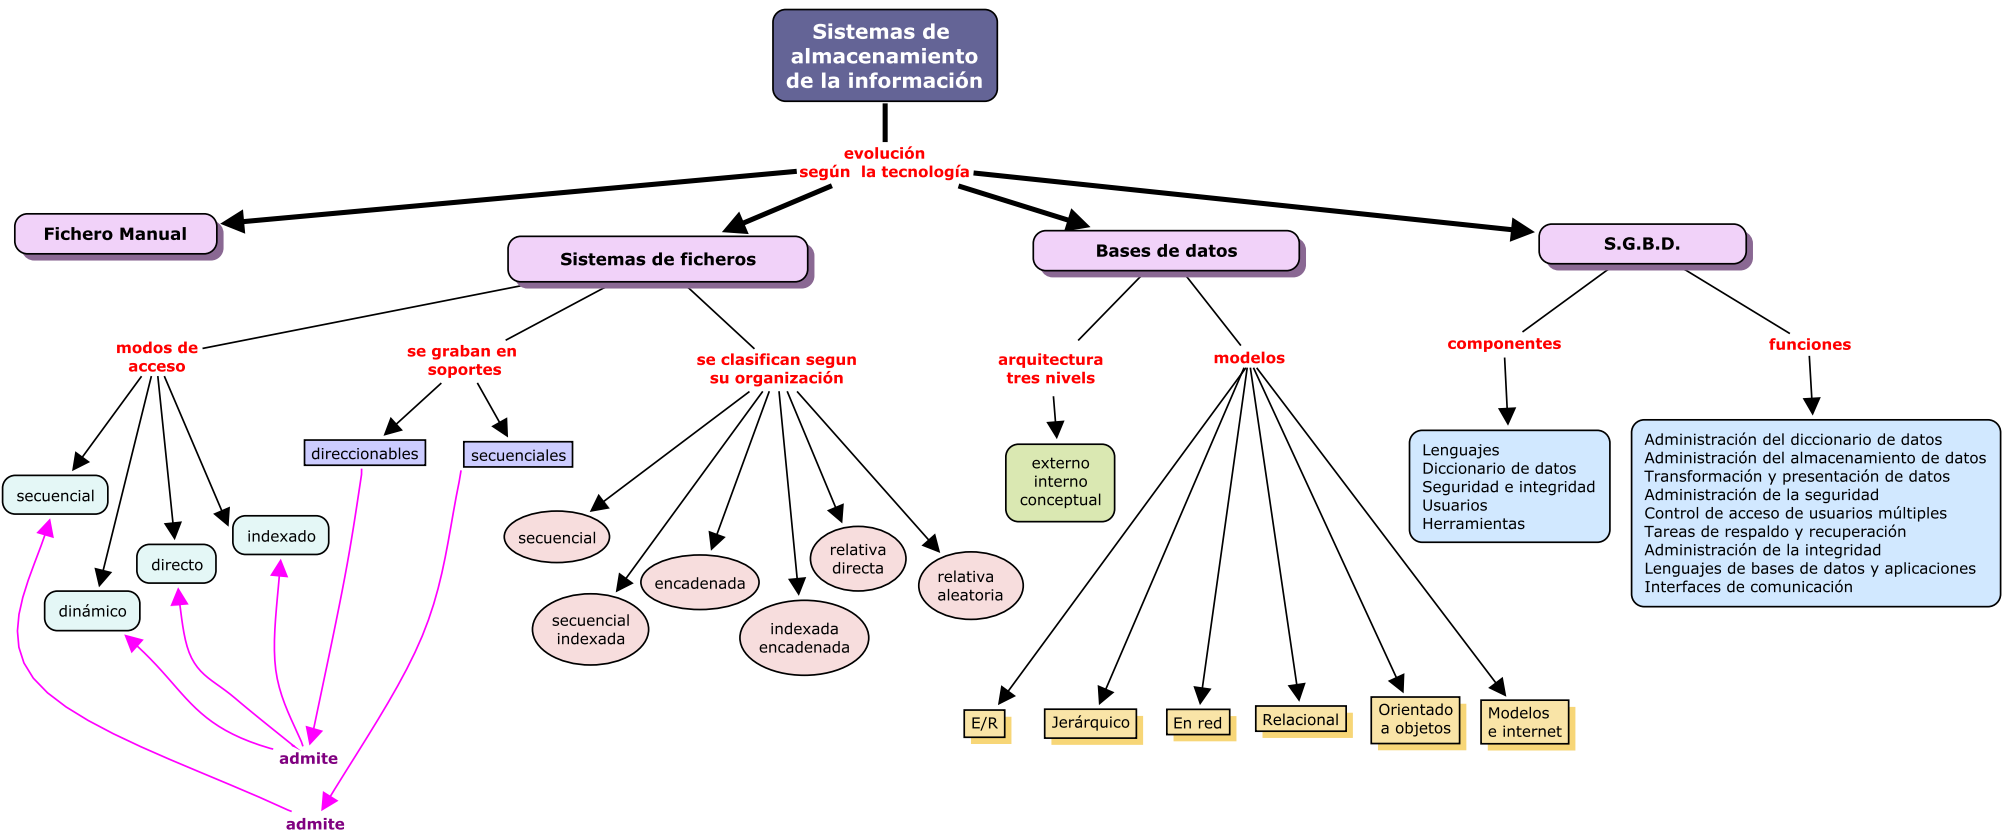 Sistemas de
almacenamiento
de la información
evolución
según  la tecnología
Fichero Manual
Sistemas de ficheros
Bases de datos
S.G.B.D.
modos de
acceso
se graban en
soportes
se clasifican segun
su organización
arquitectura
tres nivels
modelos
componentes
funciones
direccionables
secuenciales
secuencial
indexado
directo
dinámico
secuencial
secuencial
indexada
encadenada
indexada
encadenada
relativa
directa
relativa
aleatoria
externo
interno
conceptual
Lenguajes
Diccionario de datos
Seguridad e integridad
Usuarios
Herramientas
Administración del diccionario de datos
Administración del almacenamiento de datos
Transformación y presentación de datos
Administración de la seguridad
Control de acceso de usuarios múltiples
Tareas de respaldo y recuperación
Administración de la integridad
Lenguajes de bases de datos y aplicaciones
Interfaces de comunicación
E/R
Jerárquico
En red
Relacional
Orientado
a objetos
Modelos
e internet
admite
admite